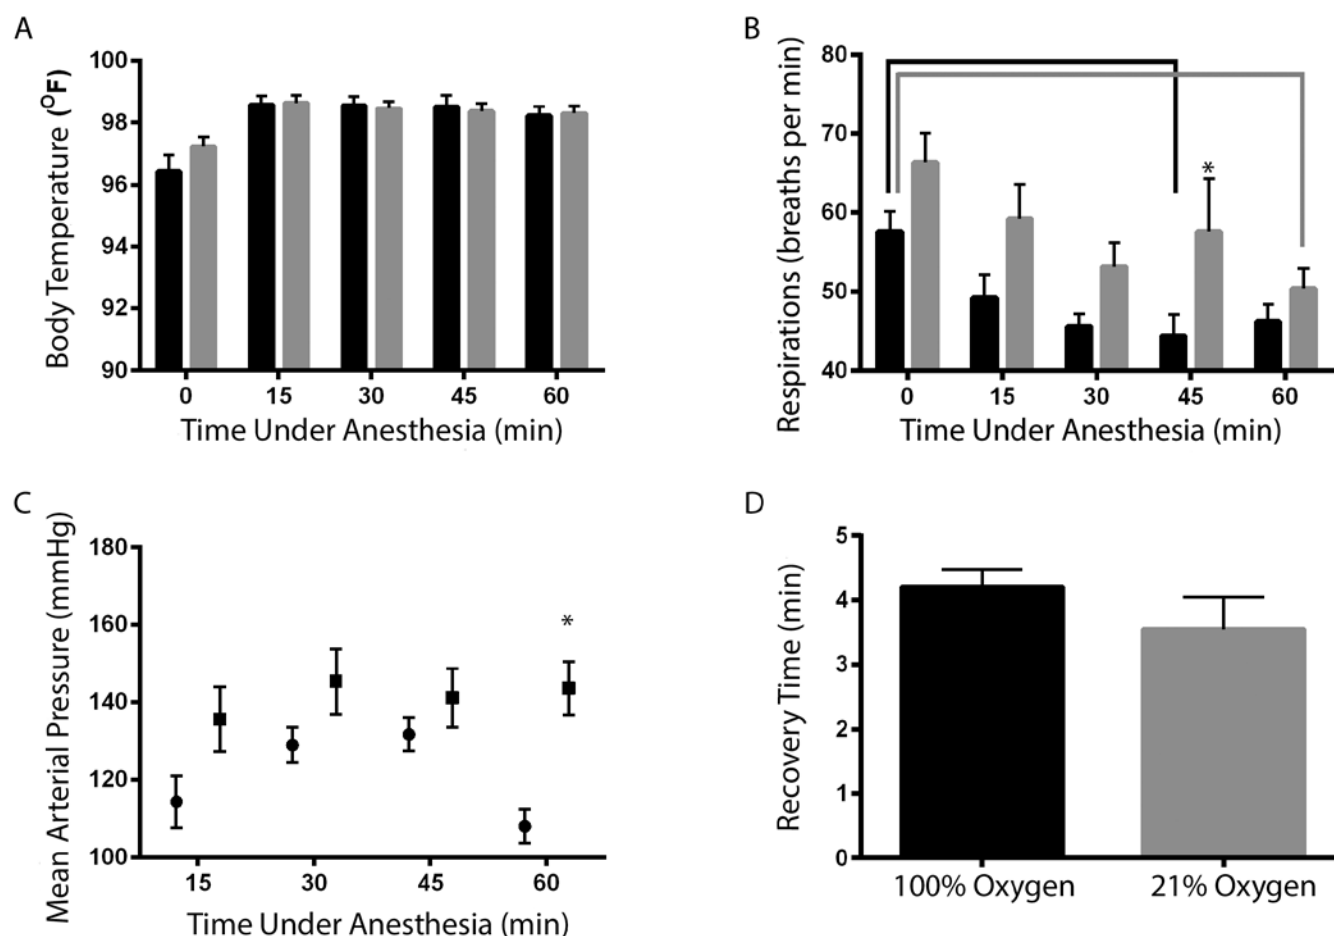 A
Body Temperature (ᴼF)
100
98
96
94
92
90
0 15 30 45 60
Time Under Anesthesia (min)
B
Respirations (breaths per min)
80
70
60
50
40
*
0 15 30 45 60
Time Under Anesthesia (min)
C
Mean Arterial Pressure (mmHg)
180
160
140
120
100
*
15 30 45 60
Time Under Anesthesia (min)
D
Recovery Time (min)
5
4
3
2
1
0
100% Oxygen 21% Oxygen